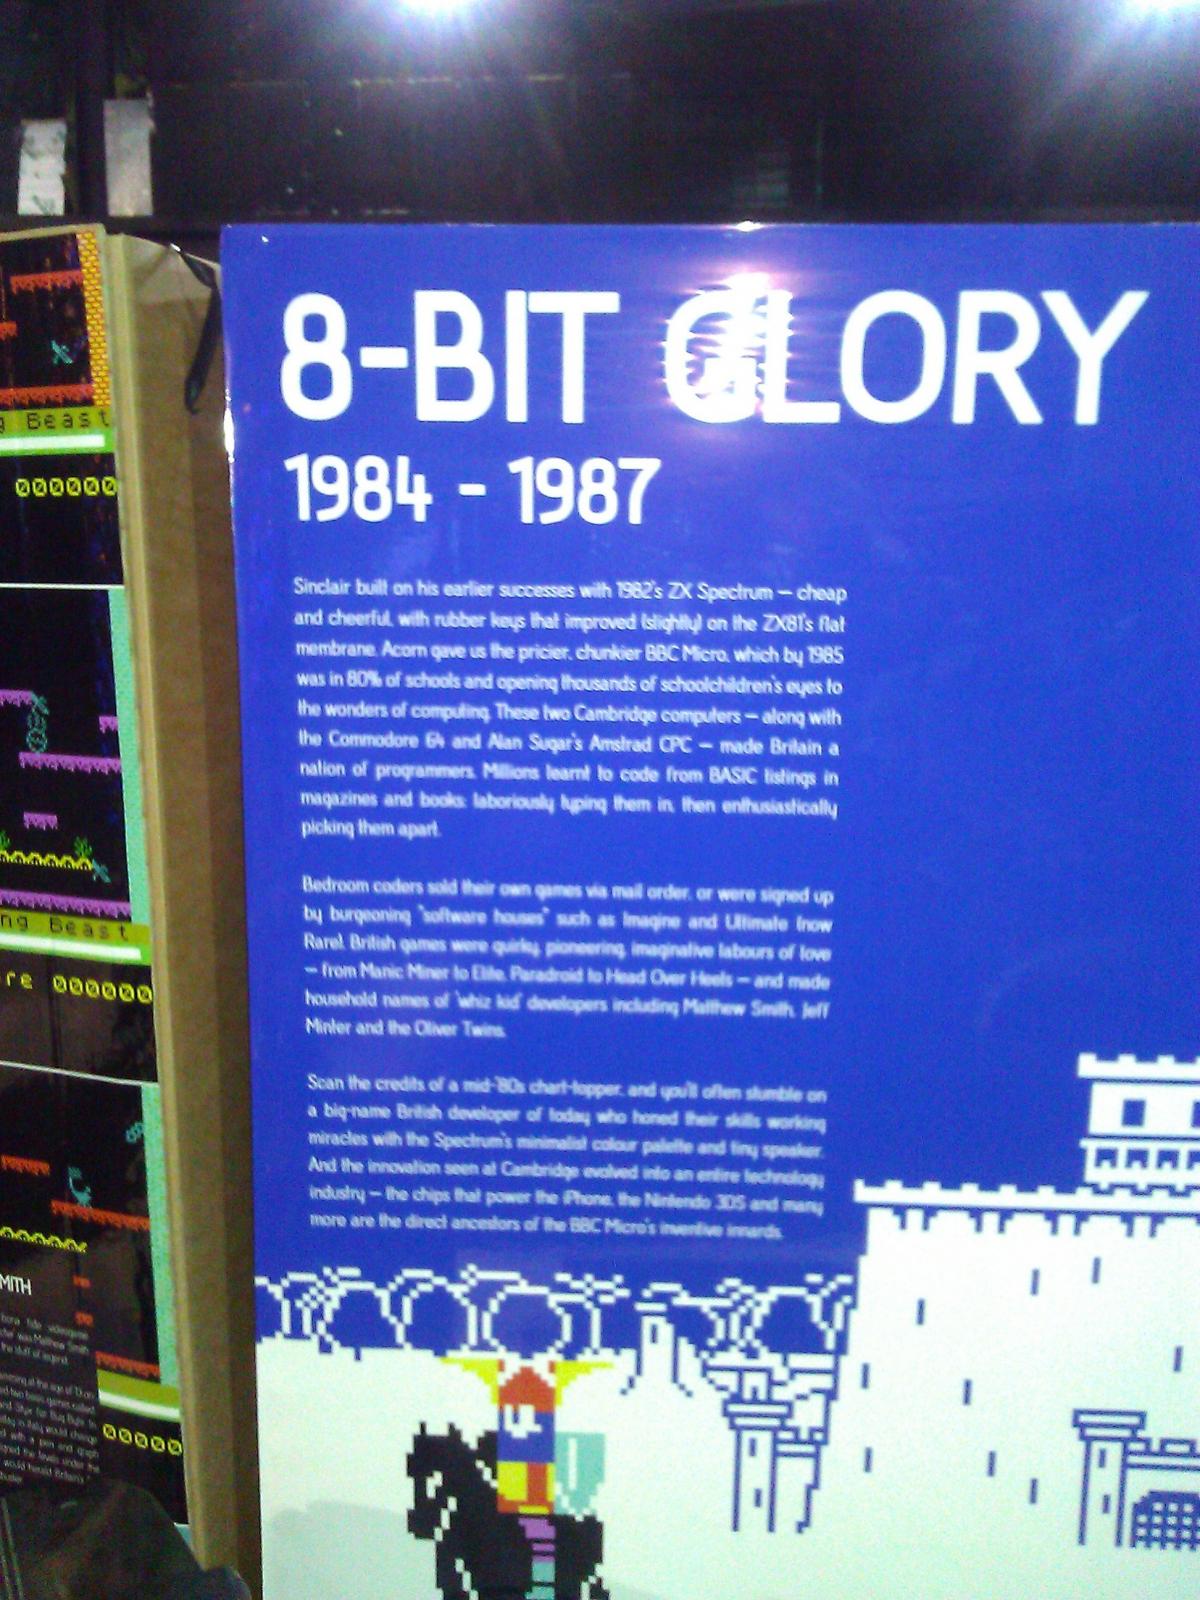 8-BIT GLORY
1984 - 1987
Sinclair built on his earlier successes with 1982's ZX Spectrum – cheap
and cheerful, with rubber keys that improved (slightly) on the ZX81's flat
membrane. Acorn gave us the pricier, chunkier BBC Micro, which by 1985
was in 80% of schools and opening thousands of schoolchildren's eyes to
the wonders of computing. These two Cambridge computers – along with
the Commodore 64 and Alan Sugar's Amstrad CPC – made Britain a
nation of programmers. Millions learnt to code from BASIC listings in
magazines and books: laboriously typing them in, then enthusiastically
picking them apart.
Bedroom coders sold their own games via mail order, or were signed up
by burgeoning "software houses" such as Imagine and Ultimate (now
Rare). British games were quirky, pioneering, imaginative labours of love
– from Manic Miner to Elite, Paradroid to Head Over Heels – and made
household names of 'whiz kid' developers including Matthew Smith, Jeff
Minter and the Oliver Twins.
Scan the credits of a mid-'80s chart-topper, and you'll often stumble on
a big-name British developer of today who honed their skills working
miracles with the Spectrum's minimalist colour palette and tiny speaker.
And the innovation seen at Cambridge evolved into an entire technology
industry – the chips that power the iPhone, the Nintendo 3DS and many
more are the direct ancestors of the BBC Micro's inventive innards.
g Beast
000000
ng Beast
re 000000
MITH
00000